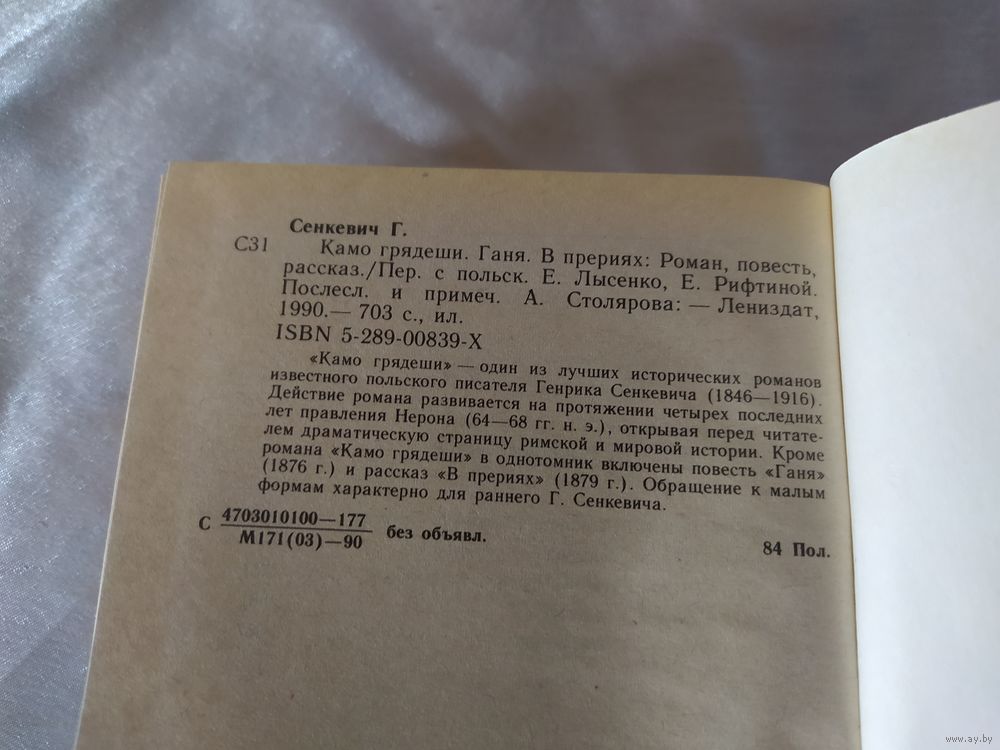 Сенкевич Г.
С31 Камо грядеши. Ганя. В прериях: Роман, повесть,
рассказ./Пер. с польск. Е. Лысенко, Е. Рифтиной.
Послесл. и примеч. А. Столярова: — Лениздат,
1990.— 703 с., ил.
ISBN 5-289-00839-X
«Камо грядеши» — один из лучших исторических романов
известного польского писателя Генрика Сенкевича (1846—1916).
Действие романа развивается на протяжении четырех последних
лет правления Нерона (64—68 гг. н. э.), открывая перед читате-
лем драматическую страницу римской и мировой истории. Кроме
романа «Камо грядеши» в однотомник включены повесть «Ганя»
(1876 г.) и рассказ «В прериях» (1879 г.). Обращение к малым
формам характерно для раннего Г. Сенкевича.
С 4703010100—177
М171(03)—90 без объявл.
84 Пол.
www.ay.by